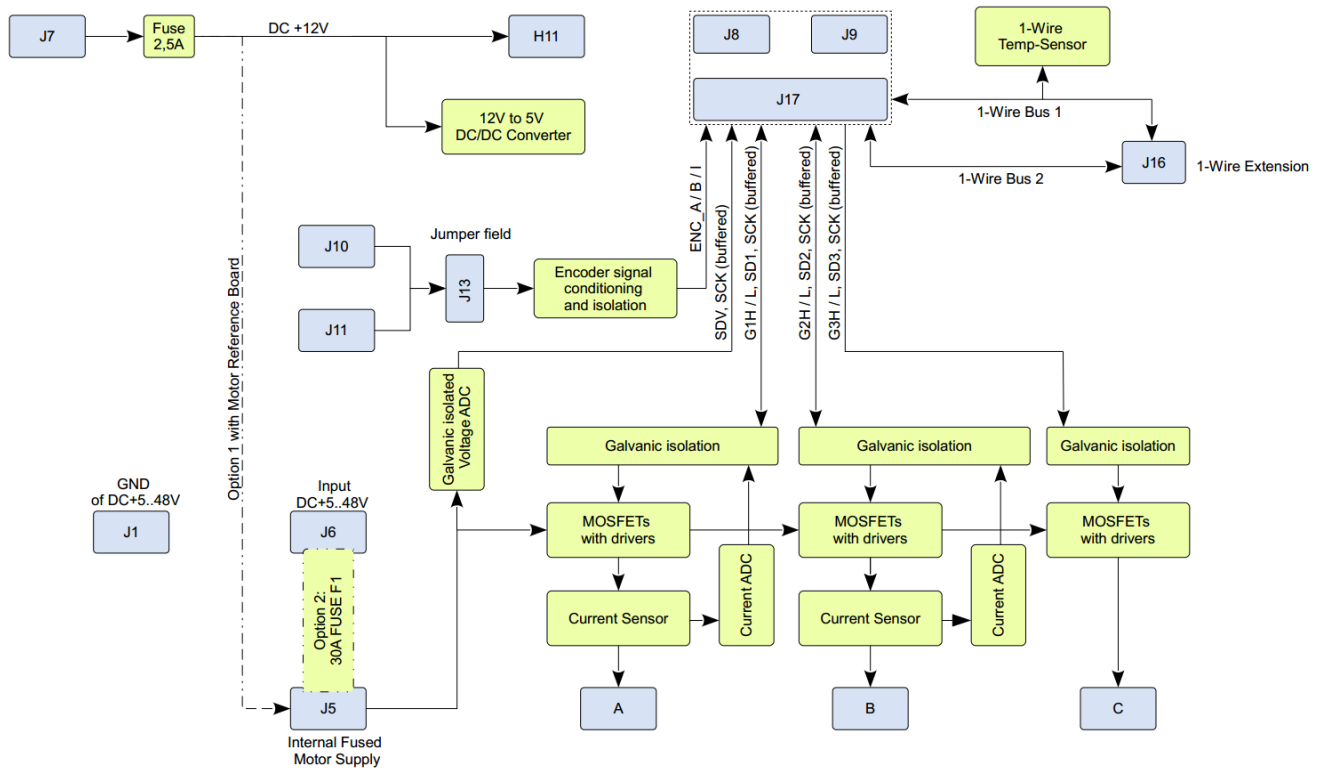 J7
Fuse
2,5A
DC +12V
H11
J8
J9
1-Wire
Temp-Sensor
J17
12V to 5V
DC/DC Converter
1-Wire Bus 1
J16
1-Wire Extension
1-Wire Bus 2
ENC_A / B / I
SDV, SCK (buffered)
G1H / L, SD1, SCK (buffered)
G2H / L, SD2, SCK (buffered)
G3H / L, SD3, SCK (buffered)
J10
Jumper field
J13
Encoder signal
conditioning
and isolation
J11
Option 1 with Motor Reference Board
Galvanic isolated
Voltage ADC
Galvanic isolation
Galvanic isolation
Galvanic isolation
GND
of DC+5..48V
J1
Input
DC+5..48V
J6
MOSFETs
with drivers
MOSFETs
with drivers
MOSFETs
with drivers
Option 2:
30A FUSE F1
Current Sensor
Current ADC
Current Sensor
Current ADC
J5
Internal Fused
Motor Supply
A
B
C